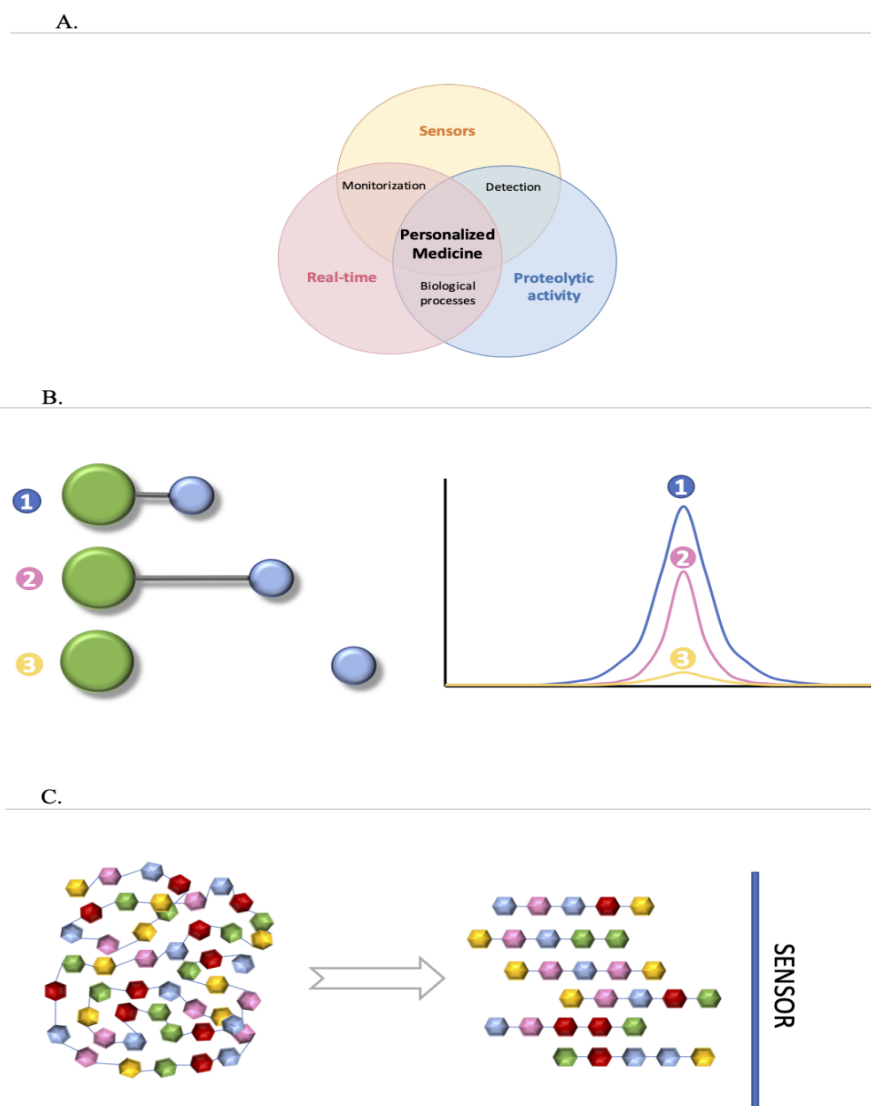 A.
Sensors
Monitorization
Detection
Personalized
Medicine
Real-time
Biological
processes
Proteolytic
activity
B.
1
2
3
1
2
3
C.
SENSOR